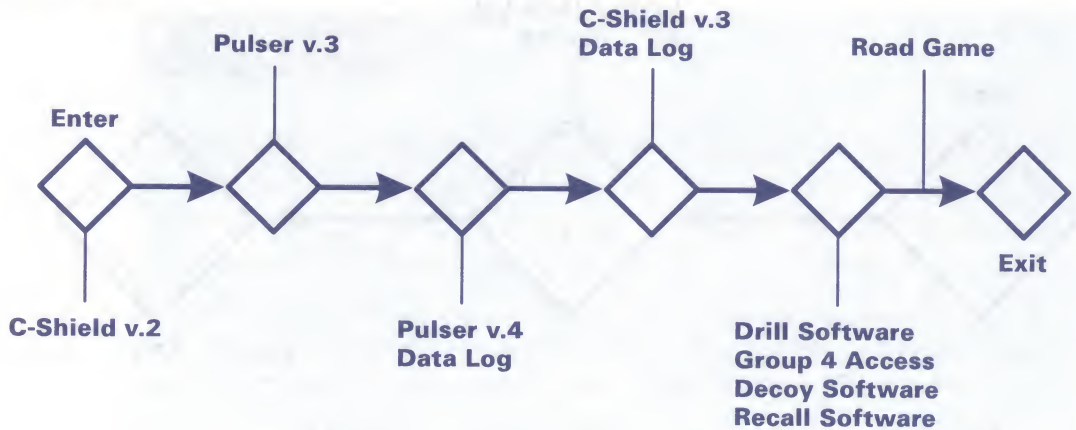 Pulser v.3
C-Shield v.3
Data Log
Road Game
Enter
Exit
C-Shield v.2
Pulser v.4
Data Log
Drill Software
Group 4 Access
Decoy Software
Recall Software